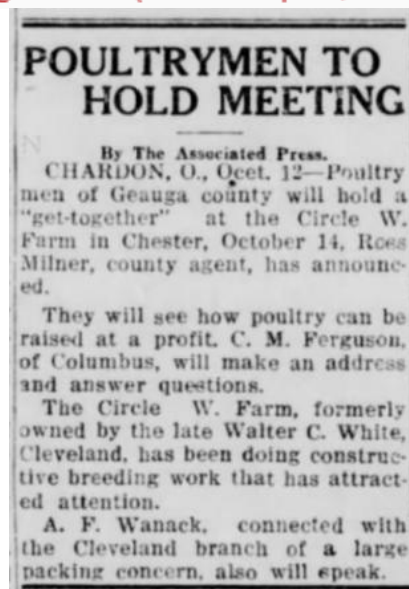 POULTRYMEN TO
HOLD MEETING
By The Associated Press.
CHARDON, O., Ocet. 12—Poultry
men of Geauga county will hold a
"get-together" at the Circle W.
Farm in Chester, October 14, Ross
Milner, county agent, has announc-
ed.
They will see how poultry can be
raised at a profit. C. M. Ferguson,
of Columbus, will make an address
and answer questions.
The Circle W. Farm, formerly
owned by the late Walter C. White,
Cleveland, has been doing construc-
tive breeding work that has attract-
ed attention.
A. F. Wanack, connected with
the Cleveland branch of a large
packing concern, also will speak.